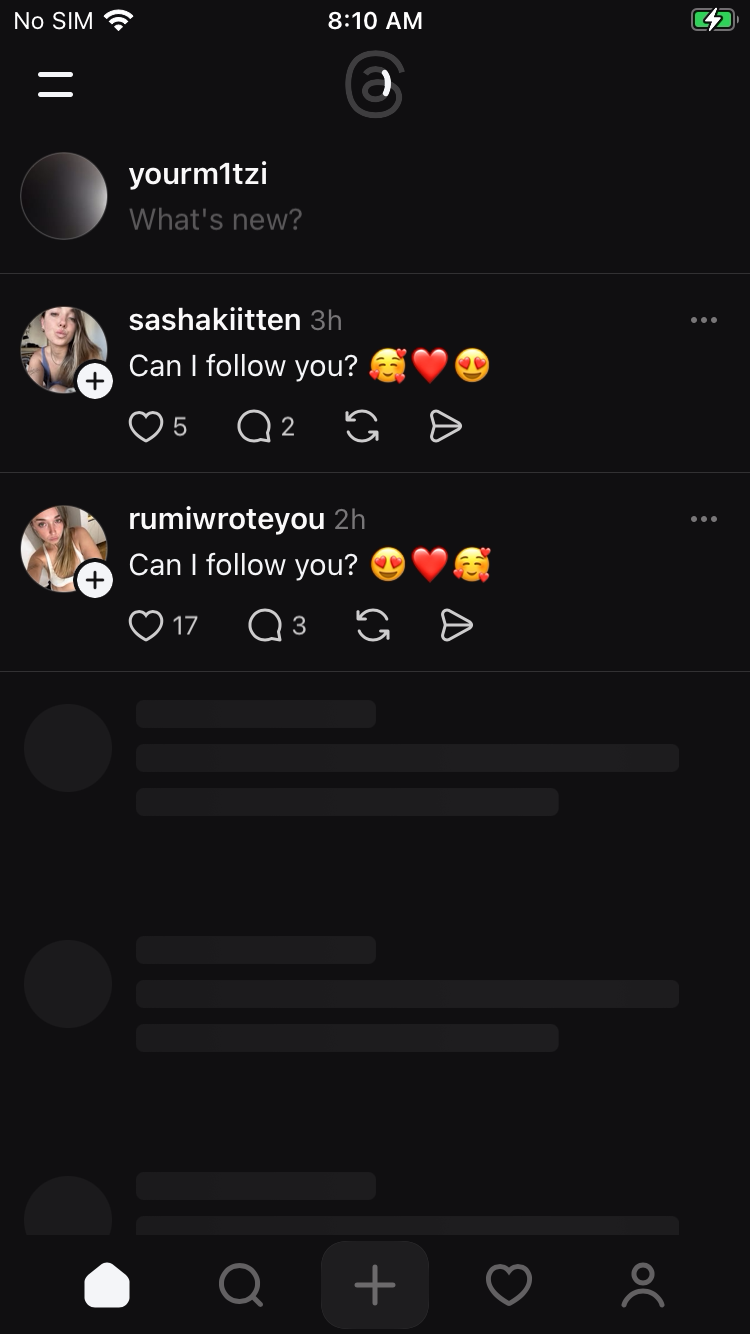 No SIM 8:10 AM
yourm1tzi
What's new?
sashakiitten 3h
Can I follow you? 🥰❤️😍
5 2
rumiwroteyou 2h
Can I follow you? 😍❤️🥰
17 3